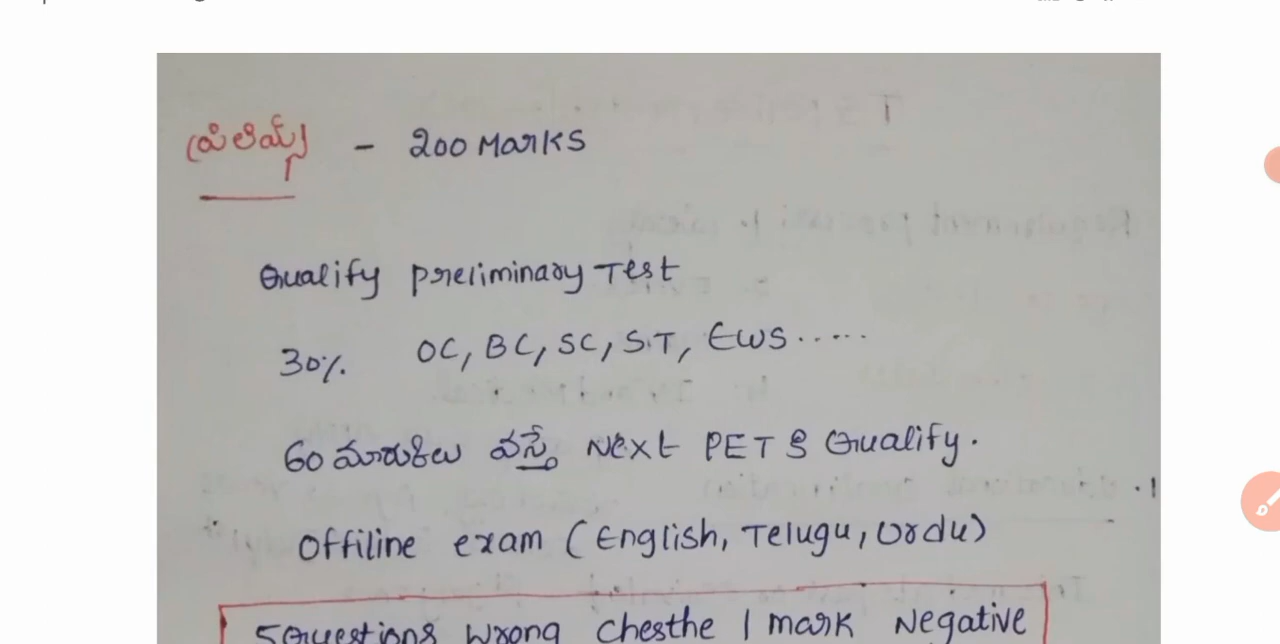 ప్రిలిమ్స్ - 200 Marks
Qualify preliminary Test
30% OC, BC, SC, S.T, EWS.....
60 మారుకులు వస్తే Next PET కి Qualify.
Offiline exam (English, Telugu, Urdu)
5 Questions wrong chesthe 1 mark Negative